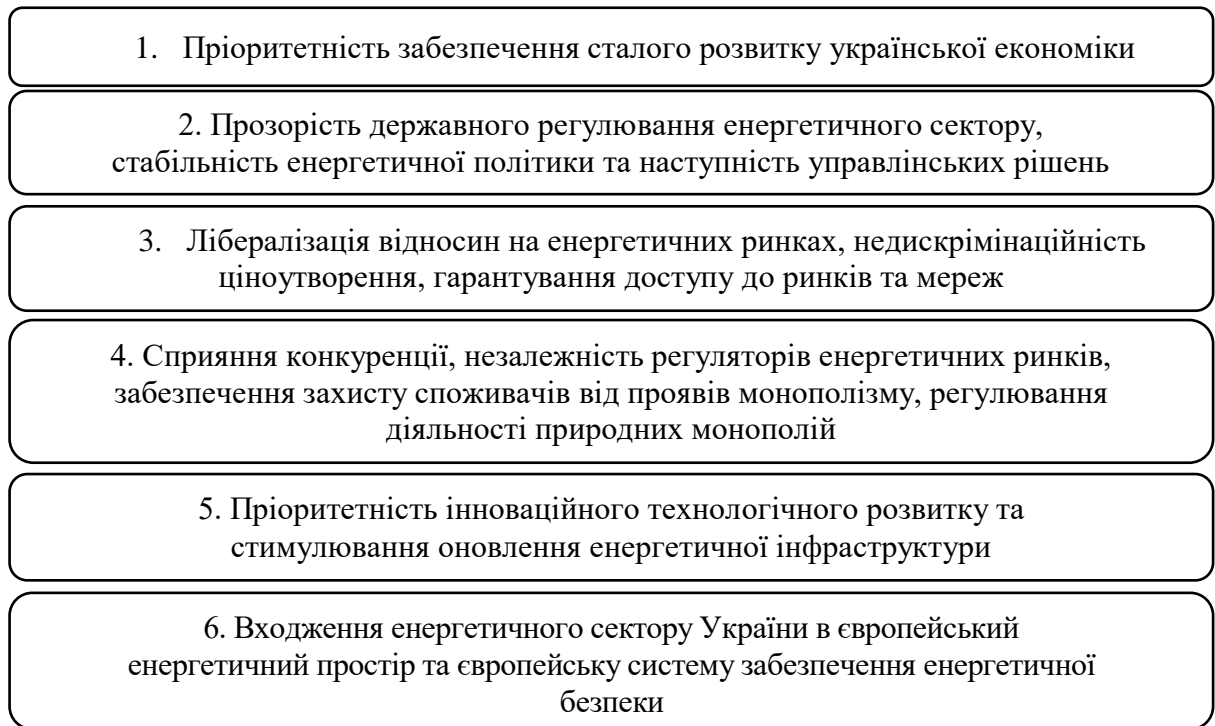 1. Пріоритетність забезпечення сталого розвитку української економіки
2. Прозорість державного регулювання енергетичного сектору,
стабільність енергетичної політики та наступність управлінських рішень
3. Лібералізація відносин на енергетичних ринках, недискрімінаційність
ціноутворення, гарантування доступу до ринків та мереж
4. Сприяння конкуренції, незалежність регуляторів енергетичних ринків,
забезпечення захисту споживачів від проявів монополізму, регулювання
діяльності природних монополій
5. Пріоритетність інноваційного технологічного розвитку та
стимулювання оновлення енергетичної інфраструктури
6. Входження енергетичного сектору України в європейський
енергетичний простір та європейську систему забезпечення енергетичної
безпеки